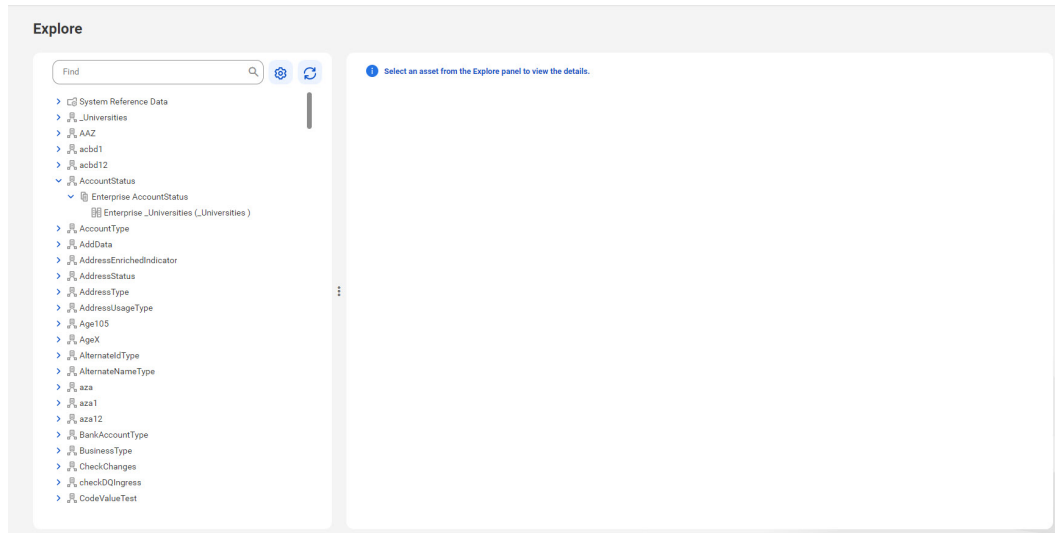 Explore
Find
Select an asset from the Explore panel to view the details.
System Reference Data
_Universities
AAZ
acbd1
acbd12
AccountStatus
Enterprise AccountStatus
Enterprise _Universities (_Universities )
AccountType
AddData
AddressEnrichedIndicator
AddressStatus
AddressType
AddressUsageType
Age105
AgeX
AlternateIdType
AlternateNameType
aza
aza1
aza12
BankAccountType
BusinessType
CheckChanges
checkDQIngress
CodeValueTest